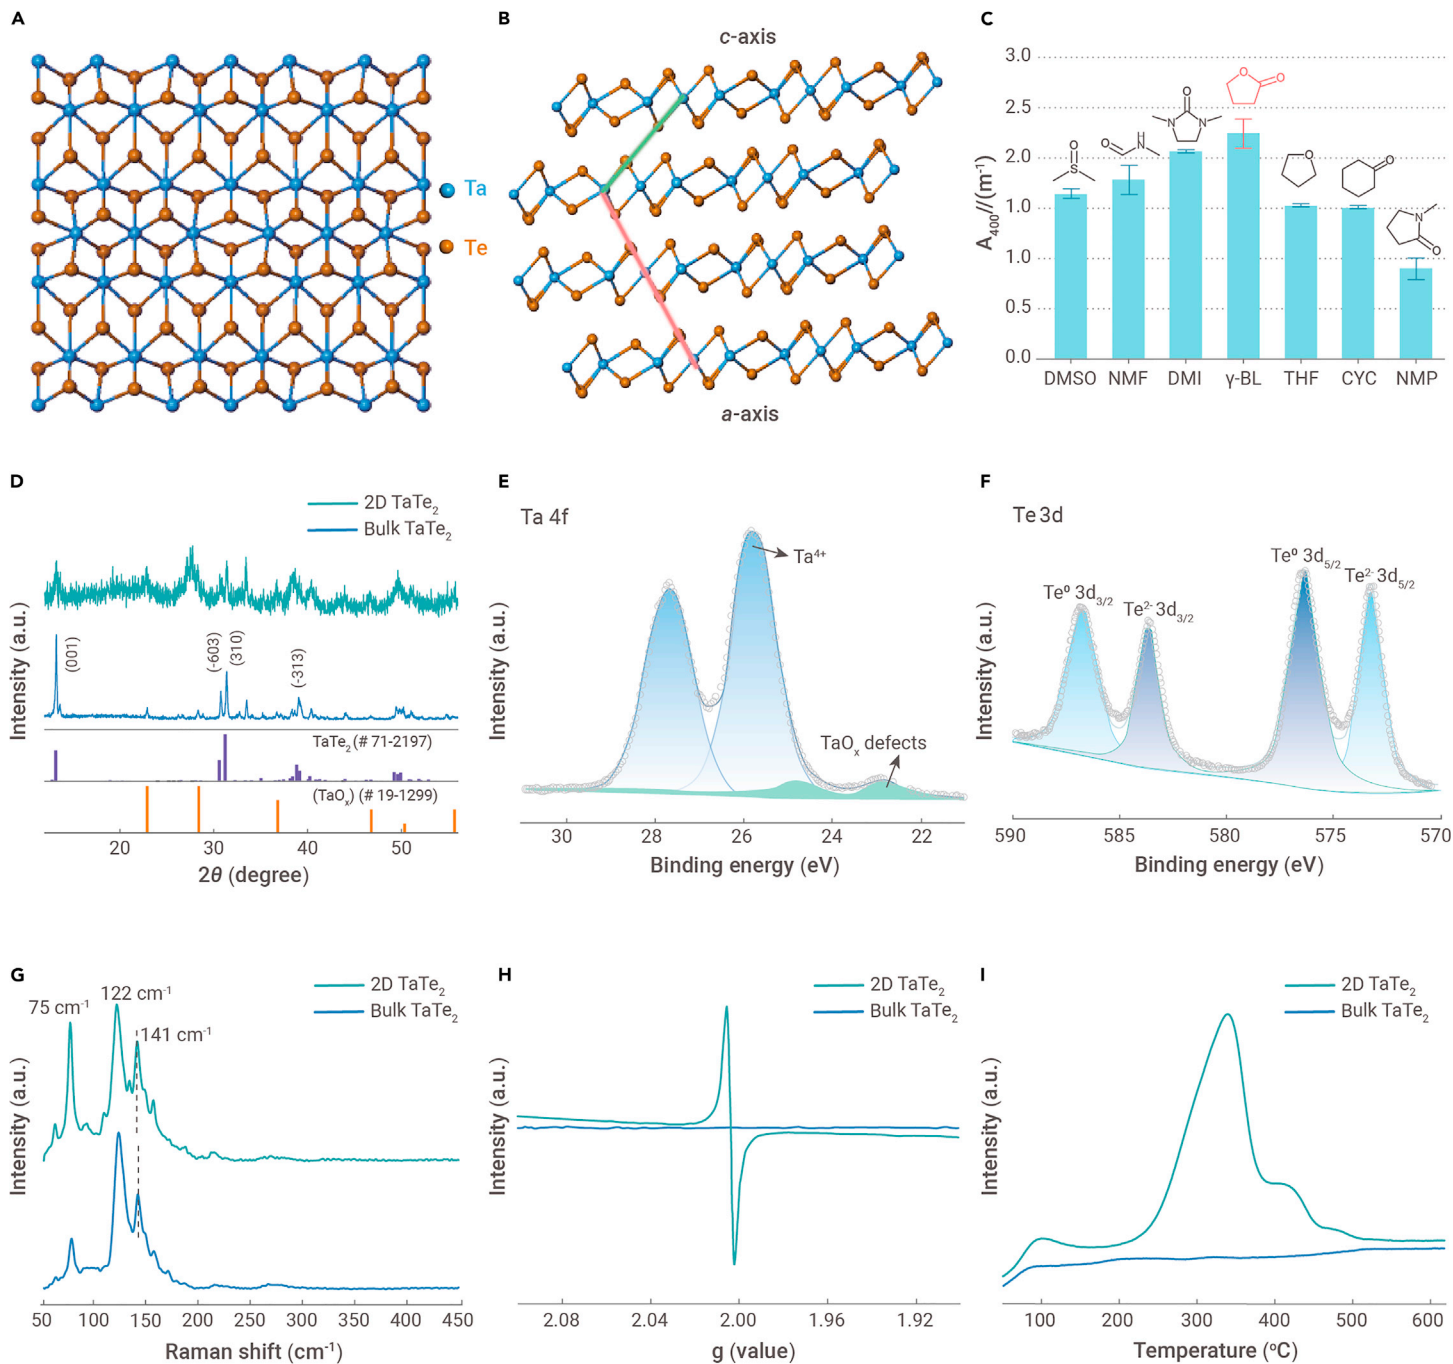 A
Ta
Te
B
c-axis
a-axis
C
A400//(m-1)
3.0
2.5
2.0
1.0
1.0
0.5
0.0
O
S
O
H
N
O
N
N
O
O
O
O
O
N
O
DMSO NMF DMI γ-BL THF CYC NMP
D
2D TaTe2
Bulk TaTe2
Intensity (a.u.)
(001)
(-603)
(310)
(-313)
TaTe2 (# 71-2197)
(TaOx) (# 19-1299)
20 30 40 50
2θ (degree)
E
Ta 4f
Intensity (a.u.)
Ta4+
TaOx defects
30 28 26 24 22
Binding energy (eV)
F
Te 3d
Intensity (a.u.)
Te0 3d3/2
Te2- 3d3/2
Te0 3d5/2
Te2- 3d5/2
590 585 580 575 570
Binding energy (eV)
G
2D TaTe2
Bulk TaTe2
Intensity (a.u.)
75 cm-1
122 cm-1
141 cm-1
50 100 150 200 250 300 350 400 450
Raman shift (cm-1)
H
2D TaTe2
Bulk TaTe2
Intensity (a.u.)
2.08 2.04 2.00 1.96 1.92
g (value)
I
2D TaTe2
Bulk TaTe2
Intensity (a.u.)
100 200 300 400 500 600
Temperature (oC)